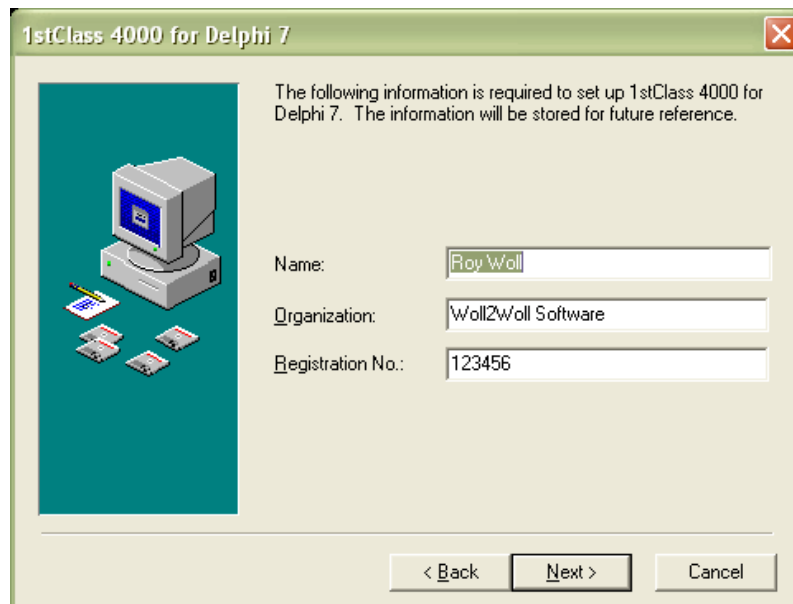 1stClass 4000 for Delphi 7
The following information is required to set up 1stClass 4000 for
Delphi 7. The information will be stored for future reference.
Name: Roy Woll
Organization: Woll2Woll Software
Registration No.: 123456
< Back Next > Cancel